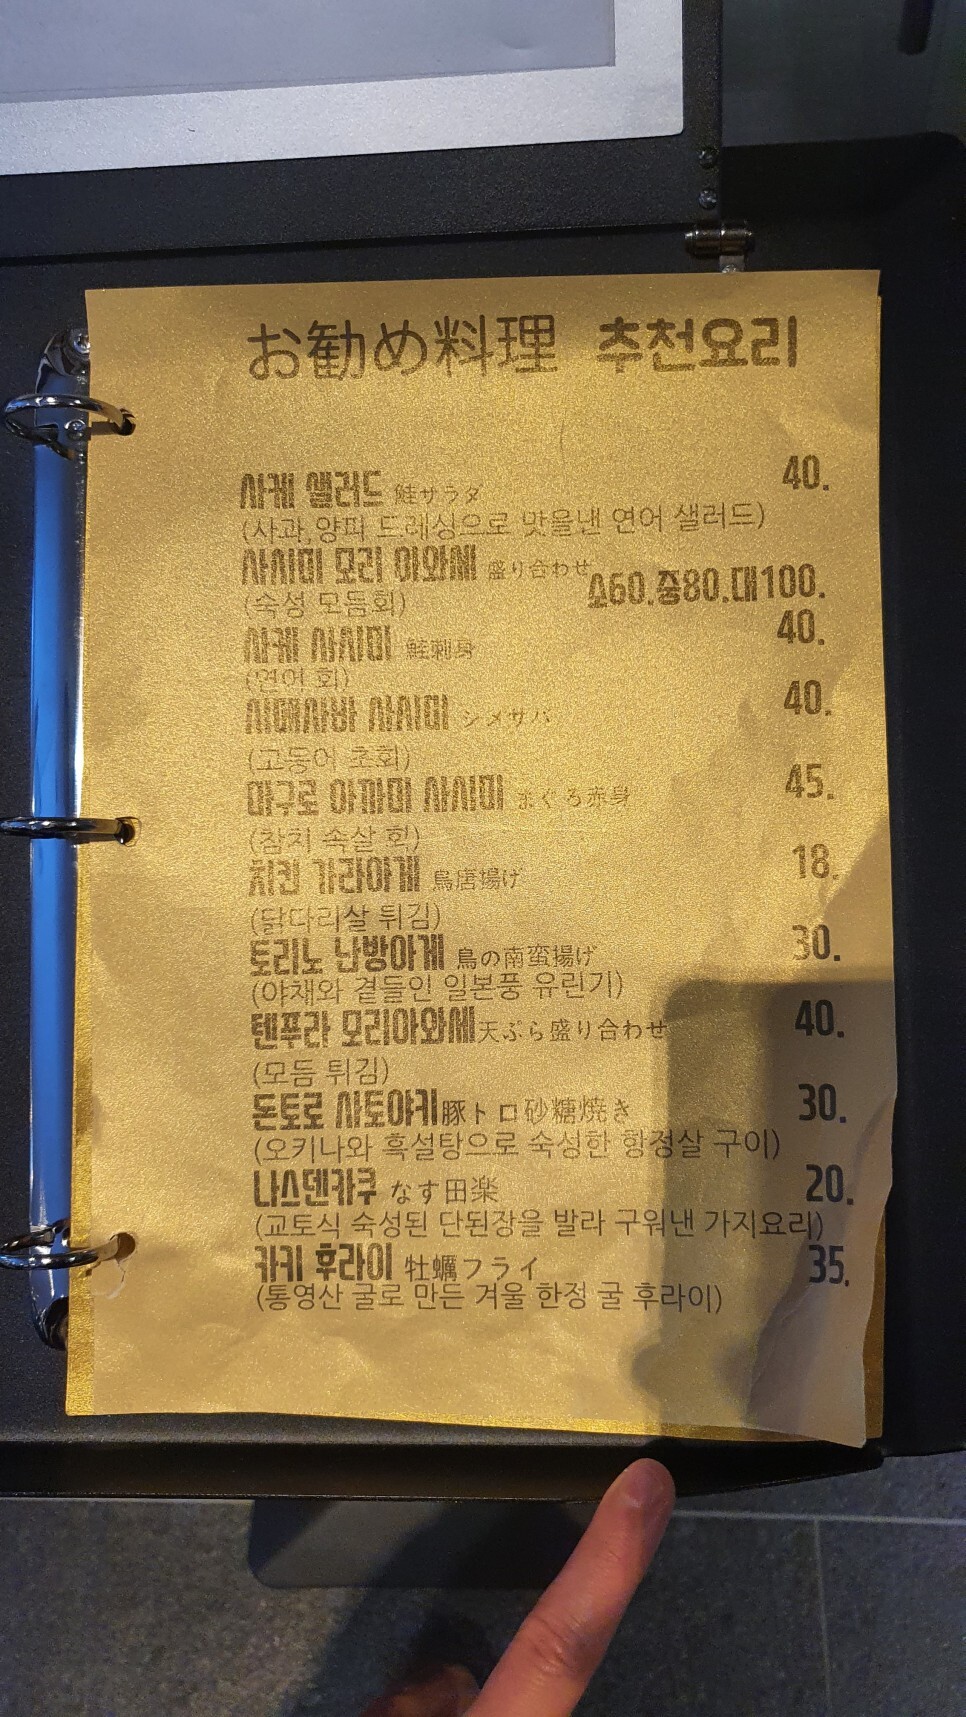 お勧め料理 추천요리
사케 샐러드 鮭サラダ 40.
(사과,양피 드레싱으로 맛을낸 연어 샐러드)
사시미 모리 아와세 盛り合わせ 소60.중80.대100.
(숙성 모듬회)
사케 사시미 鮭刺身 40.
(연어 회)
시메사바 사시미 シメサバ 40.
(고등어 초회)
마구로 아까미 사시미 まぐろ赤身 45.
(참치 속살 회)
치킨 가라아게 鳥唐揚げ 18.
(닭다리살 튀김)
토리노 난방아게 鳥の南蛮揚げ 30.
(야채와 곁들인 일본풍 유린기)
텐푸라 모리아와세 天ぷら盛り合わせ 40.
(모듬 튀김)
돈토로 사토야키 豚トロ砂糖焼き 30.
(오키나와 흑설탕으로 숙성한 항정살 구이)
나스덴카쿠 なす田楽 20.
(교토식 숙성된 단된장을 발라 구워낸 가지요리)
카키 후라이 牡蠣フライ 35.
(통영산 굴로 만든 겨울 한정 굴 후라이)